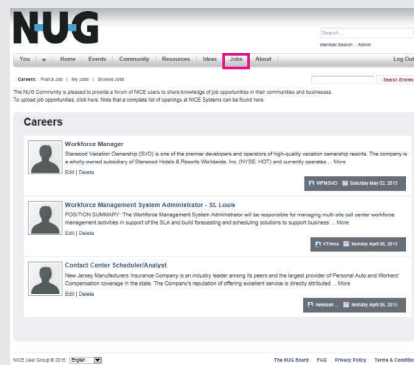 N·UG
Search...
Member Search Admin
You Home Events Community Resources Ideas Jobs About Log Out
Careers: Post a Job | My Jobs | Browse Jobs
Search Entries
The NUG Community is pleased to provide a forum of NICE users to share knowledge of job opportunities in their communities and businesses.
To upload job opportunities, click here. Note that a complete list of openings at NICE Systems can be found here
Careers
Workforce Manager
Starwood Vacation Ownership (SVO) is one of the premier developers and operators of high-quality vacation ownership resorts. The company is
a wholly-owned subsidiary of Starwood Hotels & Resorts Worldwide, Inc. (NYSE: HOT) and currently operates ... More
Edit | Delete
Saturday May 02, 2015
Workforce Management System Administrator - St. Louis
POSITION SUMMARY: The Workforce Management System Administrator will be responsible for managing multi-site call center workforce
management activities in support of the SLA and build forecasting and scheduling solutions to support business ... More
Edit | Delete
Monday April 06, 2015
Contact Center Scheduler/Analyst
New Jersey Manufacturers Insurance Company is an industry leader among its peers and the largest provider of Personal Auto and Workers'
Compensation coverage in the state. The Company's reputation of offering excellent service is directly attributed ... More
Edit | Delete
NICE User Group © 2015 English
The NUG Board FAQ Privacy Policy Terms & Condition